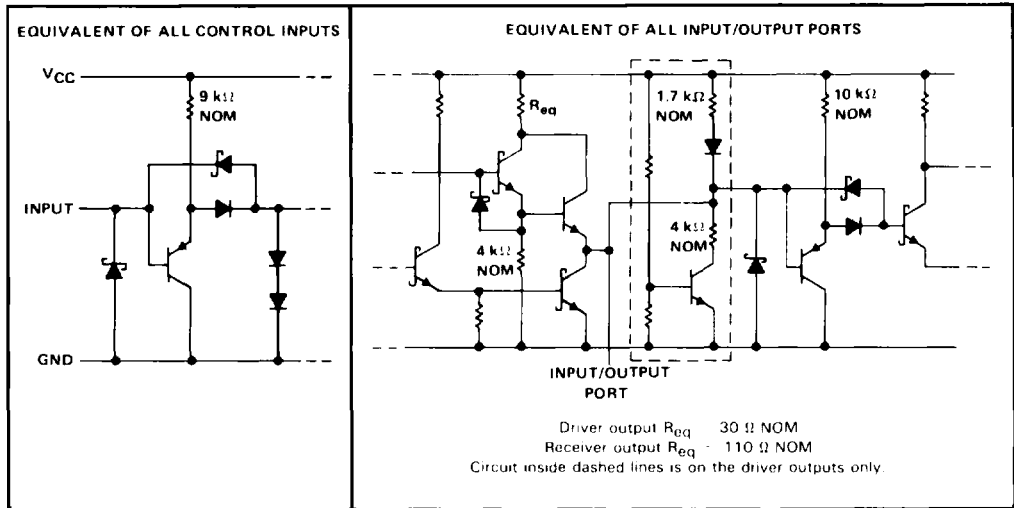 EQUIVALENT OF ALL CONTROL INPUTS
VCC
9 kΩ
NOM
INPUT
GND
EQUIVALENT OF ALL INPUT/OUTPUT PORTS
Req
4 kΩ
NOM
1.7 kΩ
NOM
4 kΩ
NOM
10 kΩ
NOM
INPUT/OUTPUT
PORT
Driver output Req 30 Ω NOM
Receiver output Req - 110 Ω NOM
Circuit inside dashed lines is on the driver outputs only.